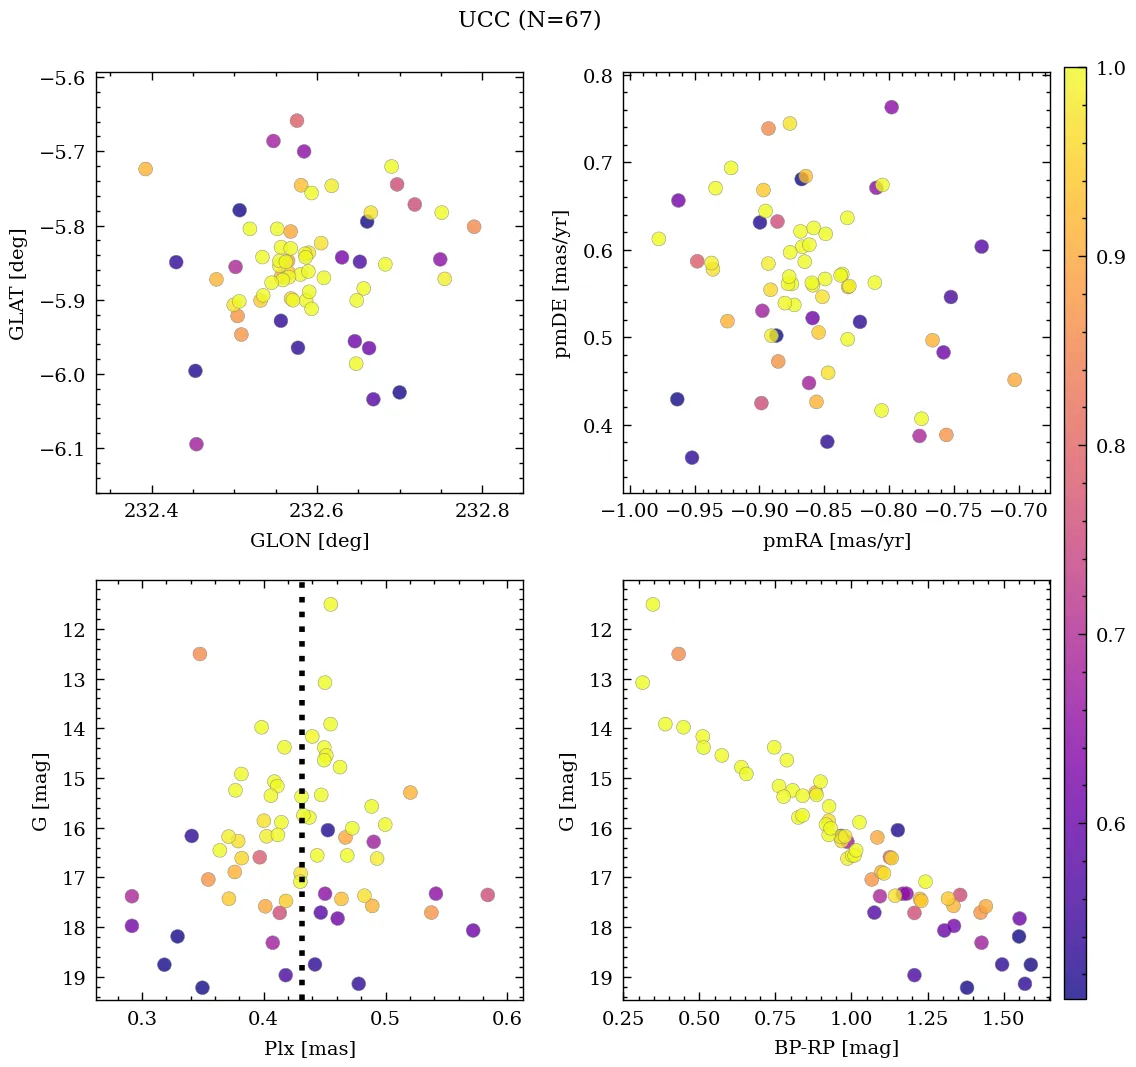 UCC (N=67)
−5.6
−5.7
−5.8
−5.9
−6.0
−6.1
GLAT [deg]
232.4 232.6 232.8
GLON [deg]
0.8
0.7
0.6
0.5
0.4
pmDE [mas/yr]
−1.00 −0.95 −0.90 −0.85 −0.80 −0.75 −0.70
pmRA [mas/yr]
12
13
14
15
16
17
18
19
G [mag]
0.3 0.4 0.5 0.6
Plx [mas]
12
13
14
15
16
17
18
19
G [mag]
0.25 0.50 0.75 1.00 1.25 1.50
BP-RP [mag]
1.0
0.9
0.8
0.7
0.6